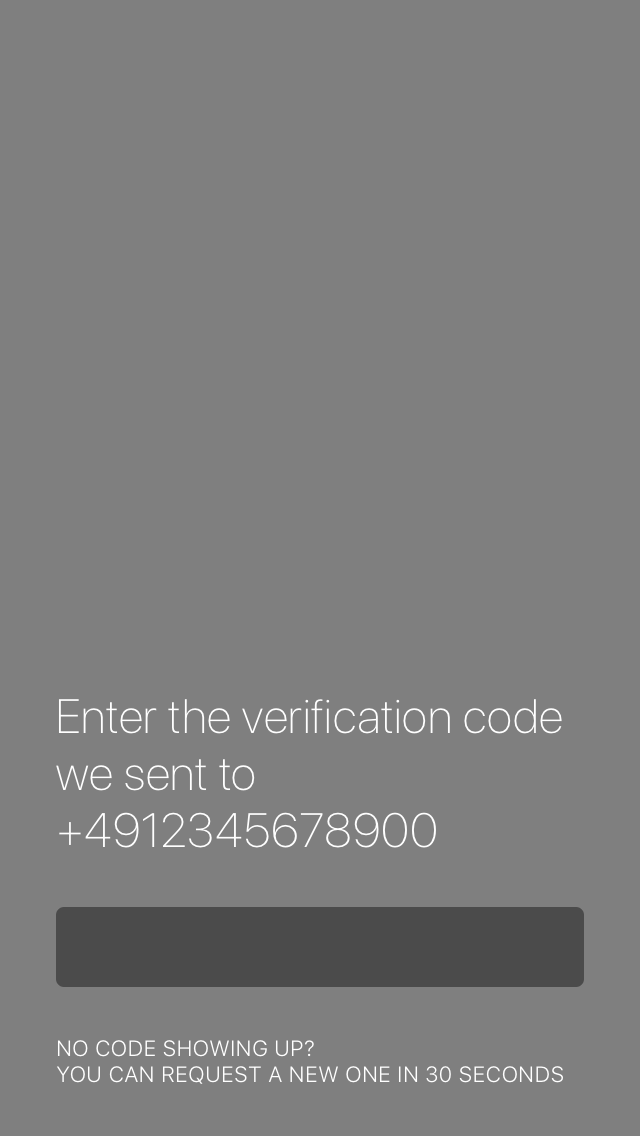 Enter the verification code
we sent to
+4912345678900
NO CODE SHOWING UP?
YOU CAN REQUEST A NEW ONE IN 30 SECONDS